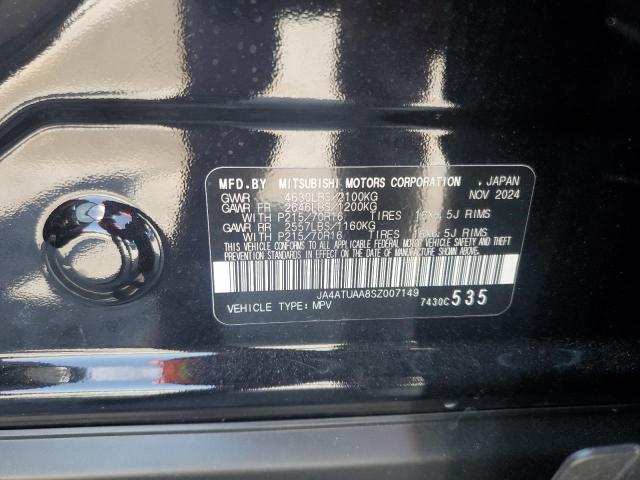 MFD.BY MITSUBISHI MOTORS CORPORATION , JAPAN
GVWR 4630LBS/2100KG NOV 2024
GAWR FR 2646LBS/1200KG
WITH P215/70R16 TIRES 16X6.5J RIMS
GAWR RR 2557LBS/1160KG
WITH P215/70R16 TIRES 16X6.5J RIMS
THIS VEHICLE CONFORMS TO ALL APPLICABLE FEDERAL MOTOR VEHICLE SAFETY AND THEFT
PREVENTION STANDARDS IN EFFECT ON THE DATE OF MANUFACTURE SHOWN ABOVE.
JA4ATUAA8SZ007149
VEHICLE TYPE: MPV 7430C 535